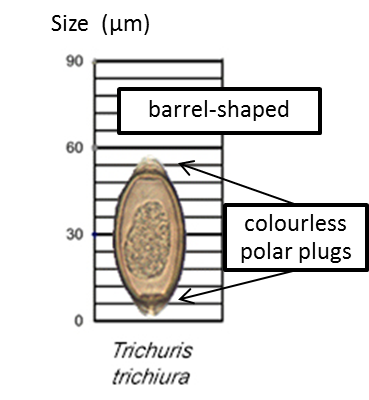 Size (µm)
90
barrel-shaped
60
colourless
polar plugs
30
0
Trichuris
trichiura